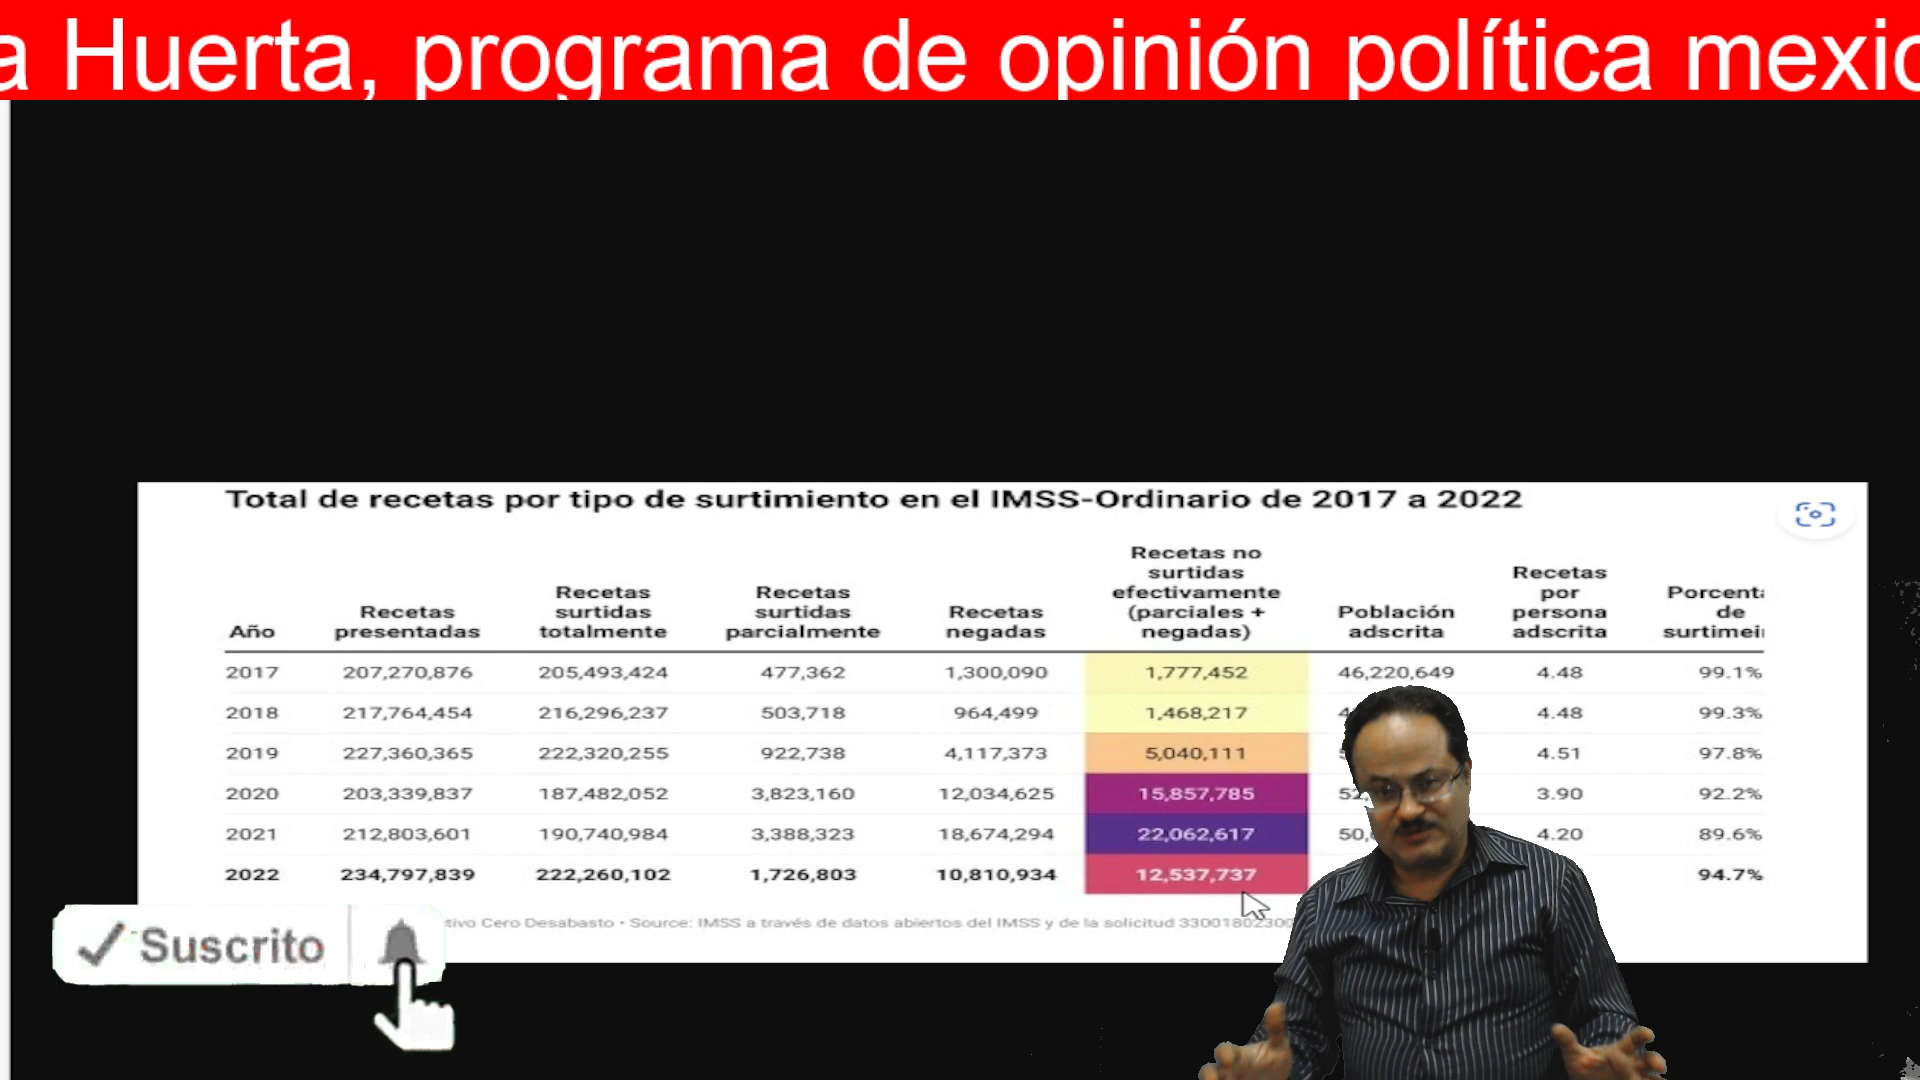 a Huerta, programa de opinión política mexic
Total de recetas por tipo de surtimiento en el IMSS-Ordinario de 2017 a 2022
Año Recetas presentadas Recetas surtidas totalmente Recetas surtidas parcialmente Recetas negadas Recetas no surtidas efectivamente (parciales + negadas) Población adscrita Recetas por persona adscrita Porcenta de surtimei
2017 207,270,876 205,493,424 477,362 1,300,090 1,777,452 46,220,649 4.48 99.1%
2018 217,764,454 216,296,237 503,718 964,499 1,468,217 4.48 99.3%
2019 227,360,365 222,320,255 922,738 4,117,373 5,040,111 4.51 97.8%
2020 203,339,837 187,482,052 3,823,160 12,034,625 15,857,785 3.90 92.2%
2021 212,803,601 190,740,984 3,388,323 18,674,294 22,062,617 4.20 89.6%
2022 234,797,839 222,260,102 1,726,803 10,810,934 12,537,737 94.7%
tivo Cero Desabasto • Source: IMSS a través de datos abiertos del IMSS y de la solicitud 3300180230
Suscrito